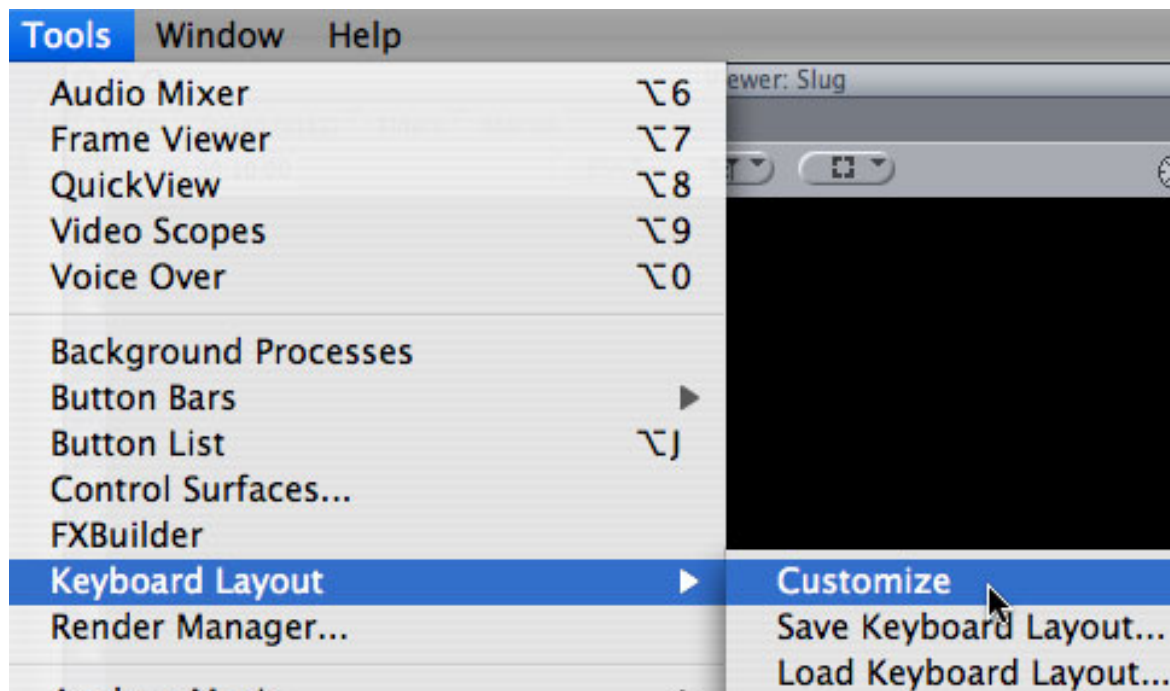 Tools Window Help
Audio Mixer ⌥6
ewer: Slug
Frame Viewer ⌥7
QuickView ⌥8
Video Scopes ⌥9
Voice Over ⌥0
Background Processes
Button Bars
Button List ⌥J
Control Surfaces...
FXBuilder
Keyboard Layout
Render Manager...
Customize
Save Keyboard Layout...
Load Keyboard Layout...